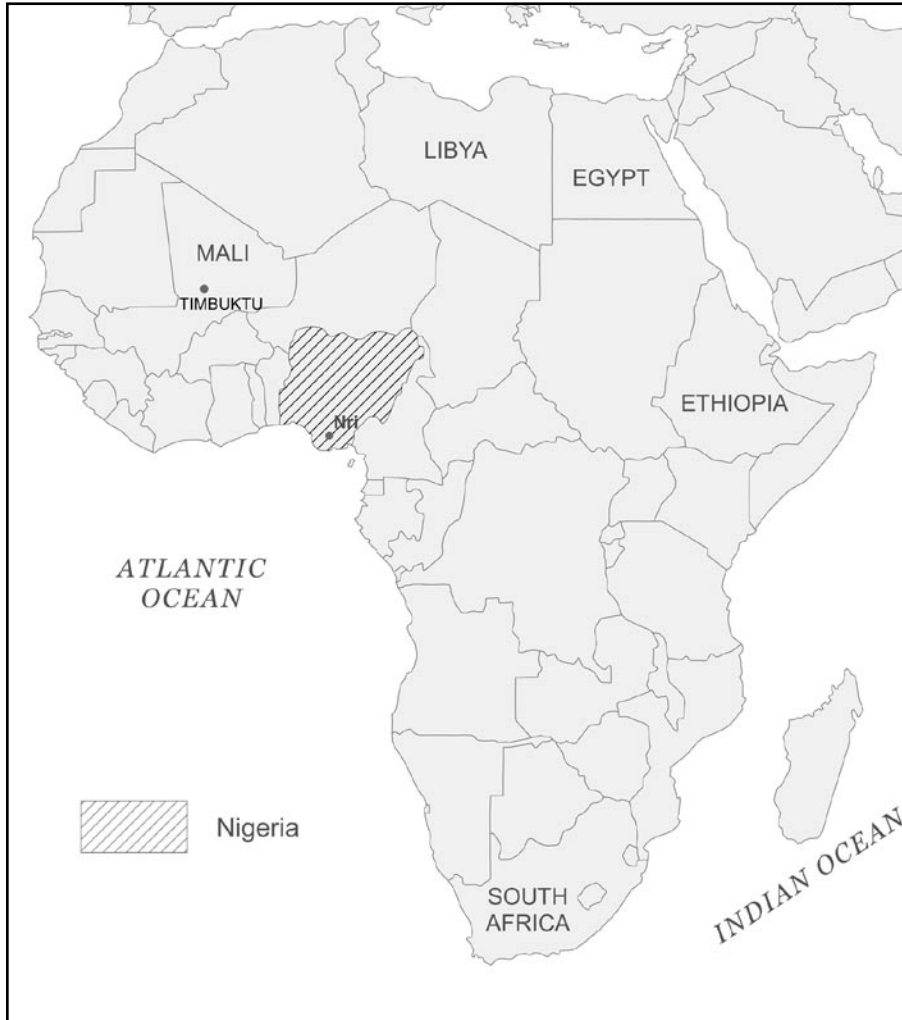 LIBYA
EGYPT
MALI
TIMBUKTU
Nri
ETHIOPIA
ATLANTIC
OCEAN
Nigeria
SOUTH
AFRICA
INDIAN OCEAN